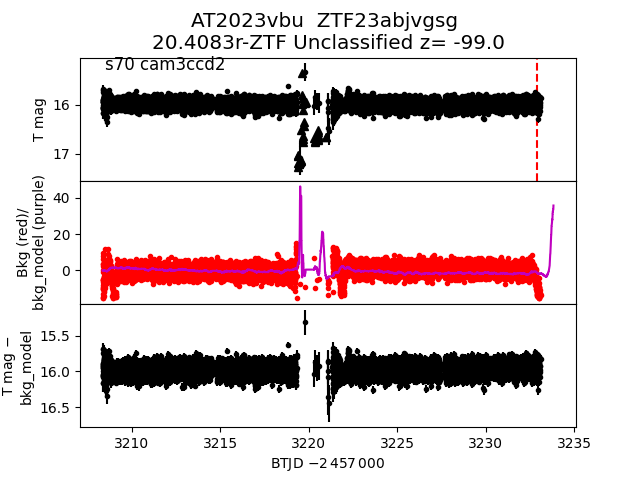 AT2023vbu  ZTF23abjvgsg
20.4083r-ZTF Unclassified z= -99.0
s70 cam3ccd2
T mag
16
17
Bkg (red)/
bkg_model (purple)
40
20
0
T mag −
bkg_model
15.5
16.0
16.5
3210 3215 3220 3225 3230 3235
BTJD −2 457 000